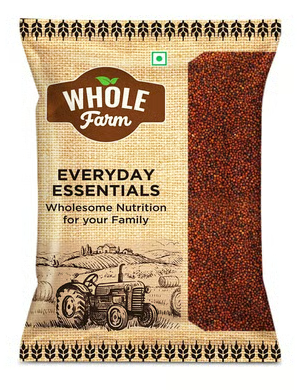 WHOLE
Farm
EVERYDAY
ESSENTIALS
Wholesome Nutrition
for your Family